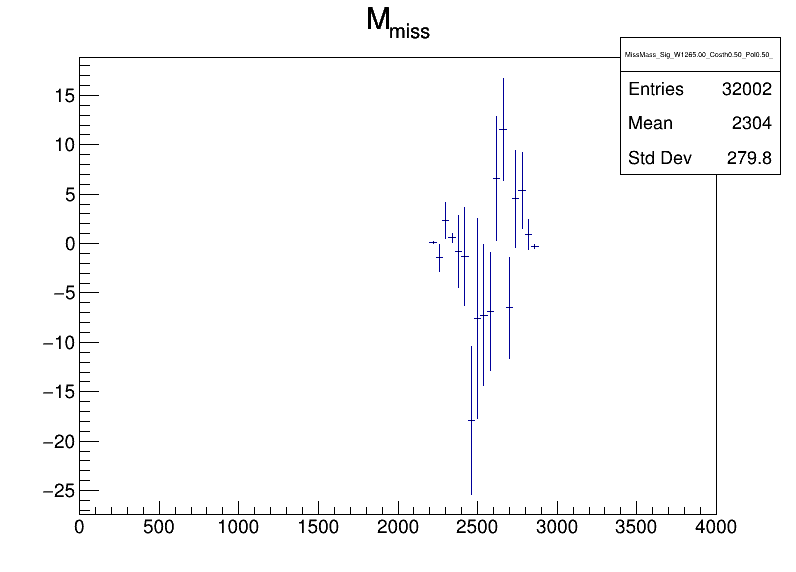 M_miss
MissMass_Sig_W1265.00_Costh0.50_Pol0.50_
Entries 32002
Mean 2304
Std Dev 279.8
15
10
5
0
−5
−10
−15
−20
−25
0 500 1000 1500 2000 2500 3000 3500 4000